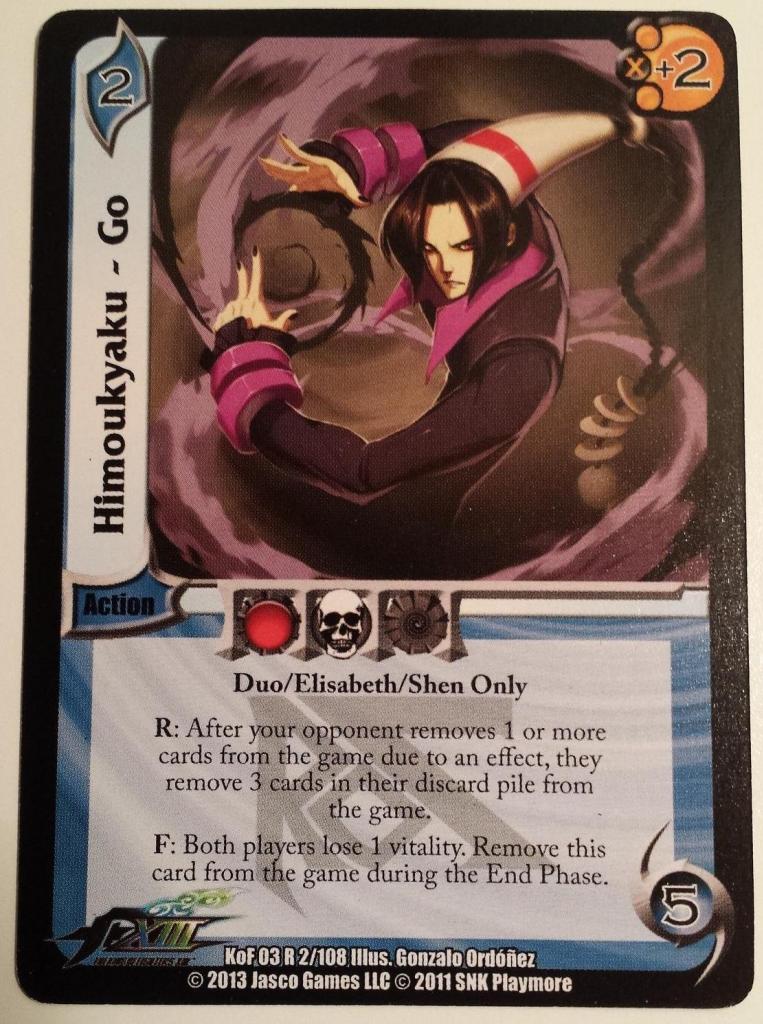 2
x +2
Himoukyaku - Go
Action
Duo/Elisabeth/Shen Only
R: After your opponent removes 1 or more
cards from the game due to an effect, they
remove 3 cards in their discard pile from
the game.
F: Both players lose 1 vitality. Remove this
card from the game during the End Phase.
5
XIII
KoF 03 R 2/108 Illus. Gonzalo Ordóñez
© 2013 Jasco Games LLC © 2011 SNK Playmore